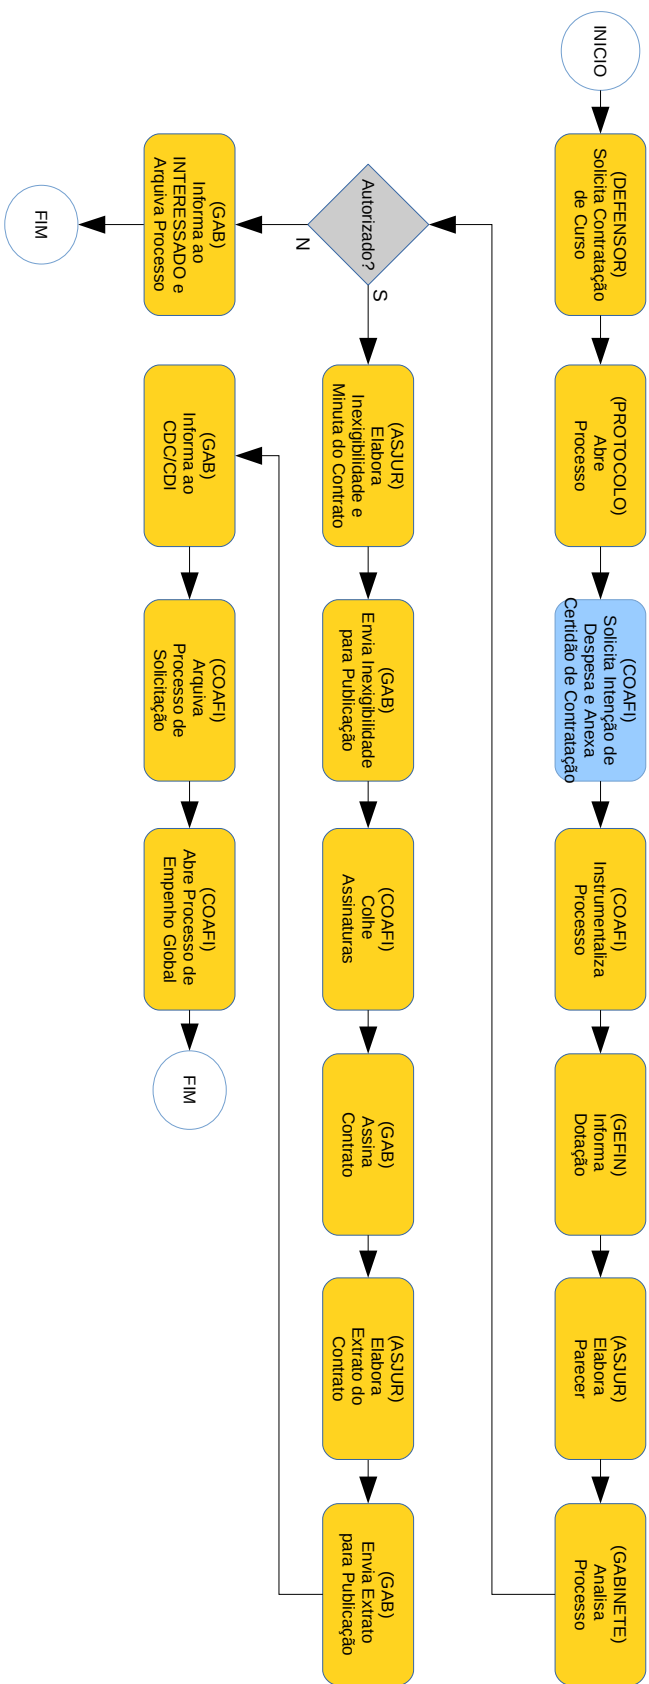 INICIO
(DEFENSOR)
Solicita Contratação
de Curso
(PROTOCOLO)
Abre
Processo
(COAFI)
Solicita Intenção de
Despesa e Anexa
Certidão de Contratação
(COAFI)
Instrumentaliza
Processo
(GEFIN)
Informa
Dotação
(ASJUR)
Elabora
Parecer
(GABINETE)
Analisa
Processo
Autorizado?
S
N
(ASJUR)
Elabora
Inexigibilidade e
Minuta do Contrato
(GAB)
Envia Inexigibilidade
para Publicação
(COAFI)
Colhe
Assinaturas
(GAB)
Assina
Contrato
(ASJUR)
Elabora
Extrato do
Contrato
(GAB)
Envia Extrato
para Publicação
(GAB)
Informa ao
INTERESSADO e
Arquiva Processo
FIM
(GAB)
Informa ao
CDC/CDI
(COAFI)
Arquiva
Processo de
Solicitação
(COAFI)
Abre Processo de
Empenho Global
FIM